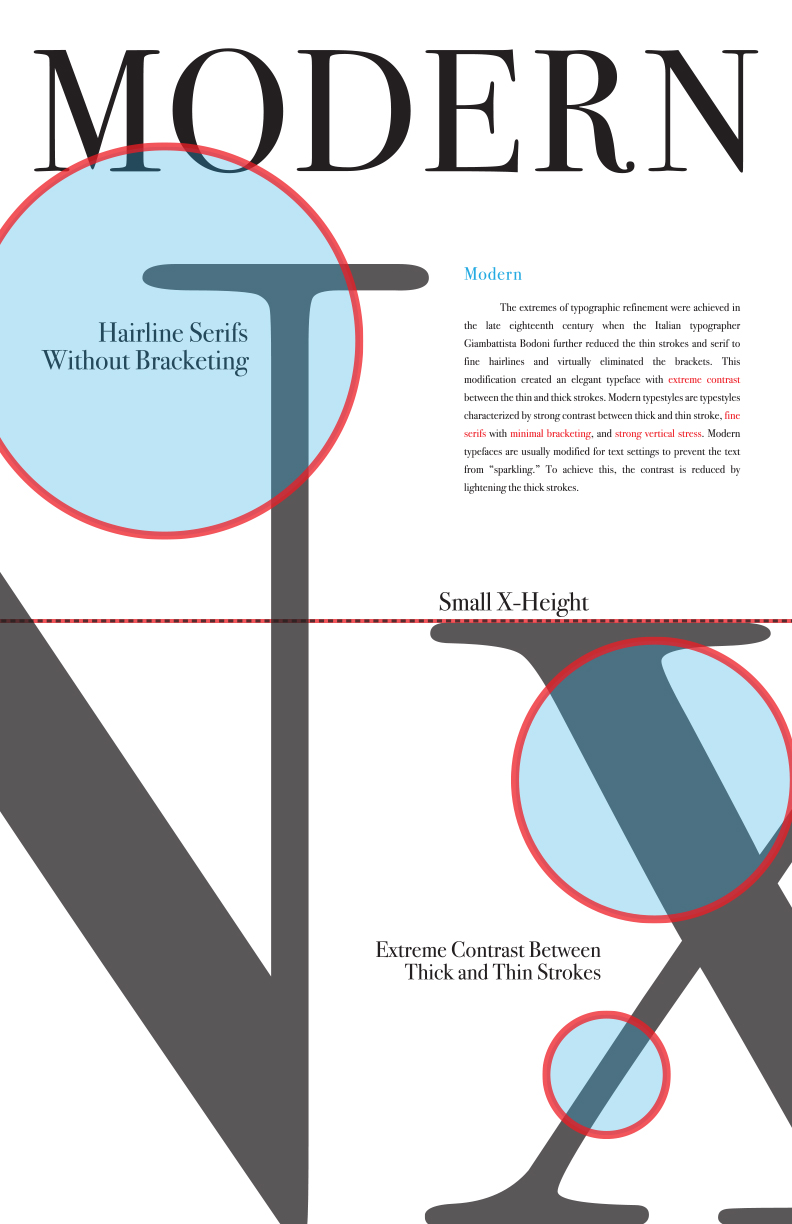 MODERN
Hairline Serifs
Without Bracketing
Modern
The extremes of typographic refinement were achieved in
the late eighteenth century when the Italian typographer
Giambattista Bodoni further reduced the thin strokes and serif to
fine hairlines and virtually eliminated the brackets. This
modification created an elegant typeface with extreme contrast
between the thin and thick strokes. Modern typestyles are typestyles
characterized by strong contrast between thick and thin stroke, fine
serifs with minimal bracketing, and strong vertical stress. Modern
typefaces are usually modified for text settings to prevent the text
from “sparkling.” To achieve this, the contrast is reduced by
lightening the thick strokes.
Small X-Height
N x
Extreme Contrast Between
Thick and Thin Strokes